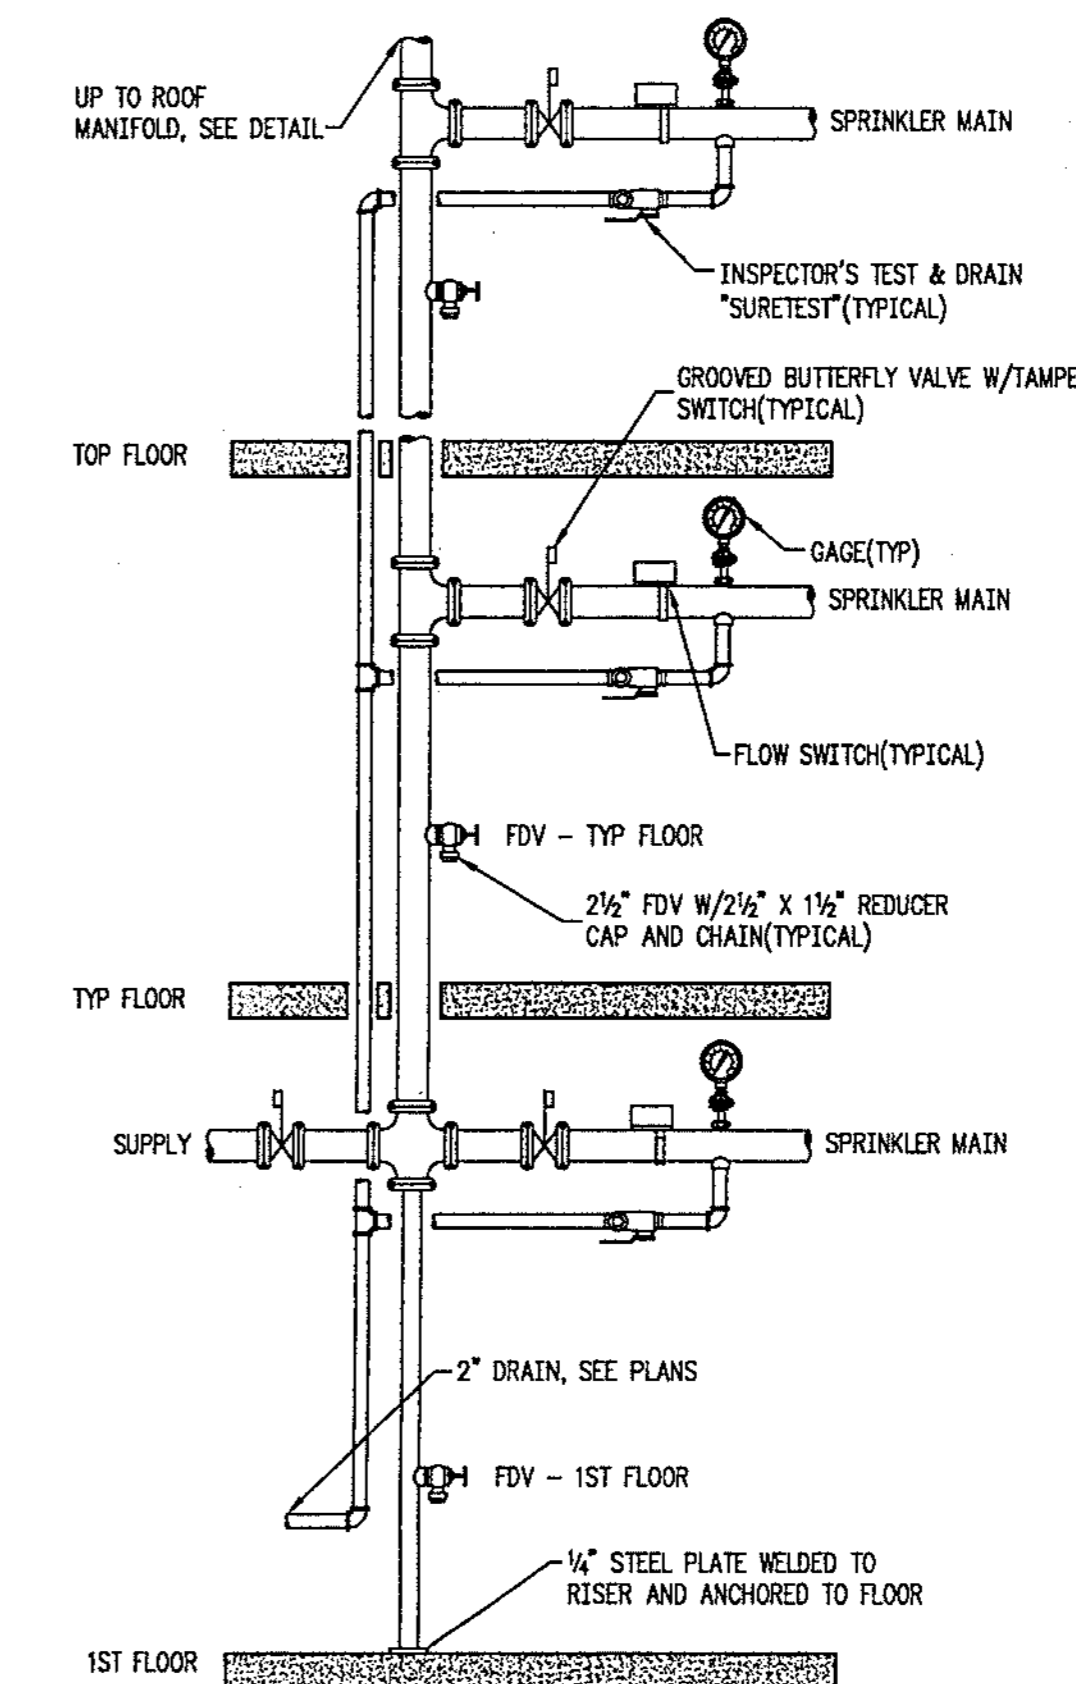 UP TO ROOF
MANIFOLD, SEE DETAIL
SPRINKLER MAIN
INSPECTOR'S TEST & DRAIN
"SURETEST"(TYPICAL)
GROOVED BUTTERFLY VALVE W/TAMPE
SWITCH(TYPICAL)
TOP FLOOR
GAGE(TYP)
SPRINKLER MAIN
FLOW SWITCH(TYPICAL)
FDV - TYP FLOOR
2½" FDV W/2½" X 1½" REDUCER
CAP AND CHAIN(TYPICAL)
TYP FLOOR
SUPPLY
SPRINKLER MAIN
2" DRAIN, SEE PLANS
FDV - 1ST FLOOR
¼" STEEL PLATE WELDED TO
RISER AND ANCHORED TO FLOOR
1ST FLOOR